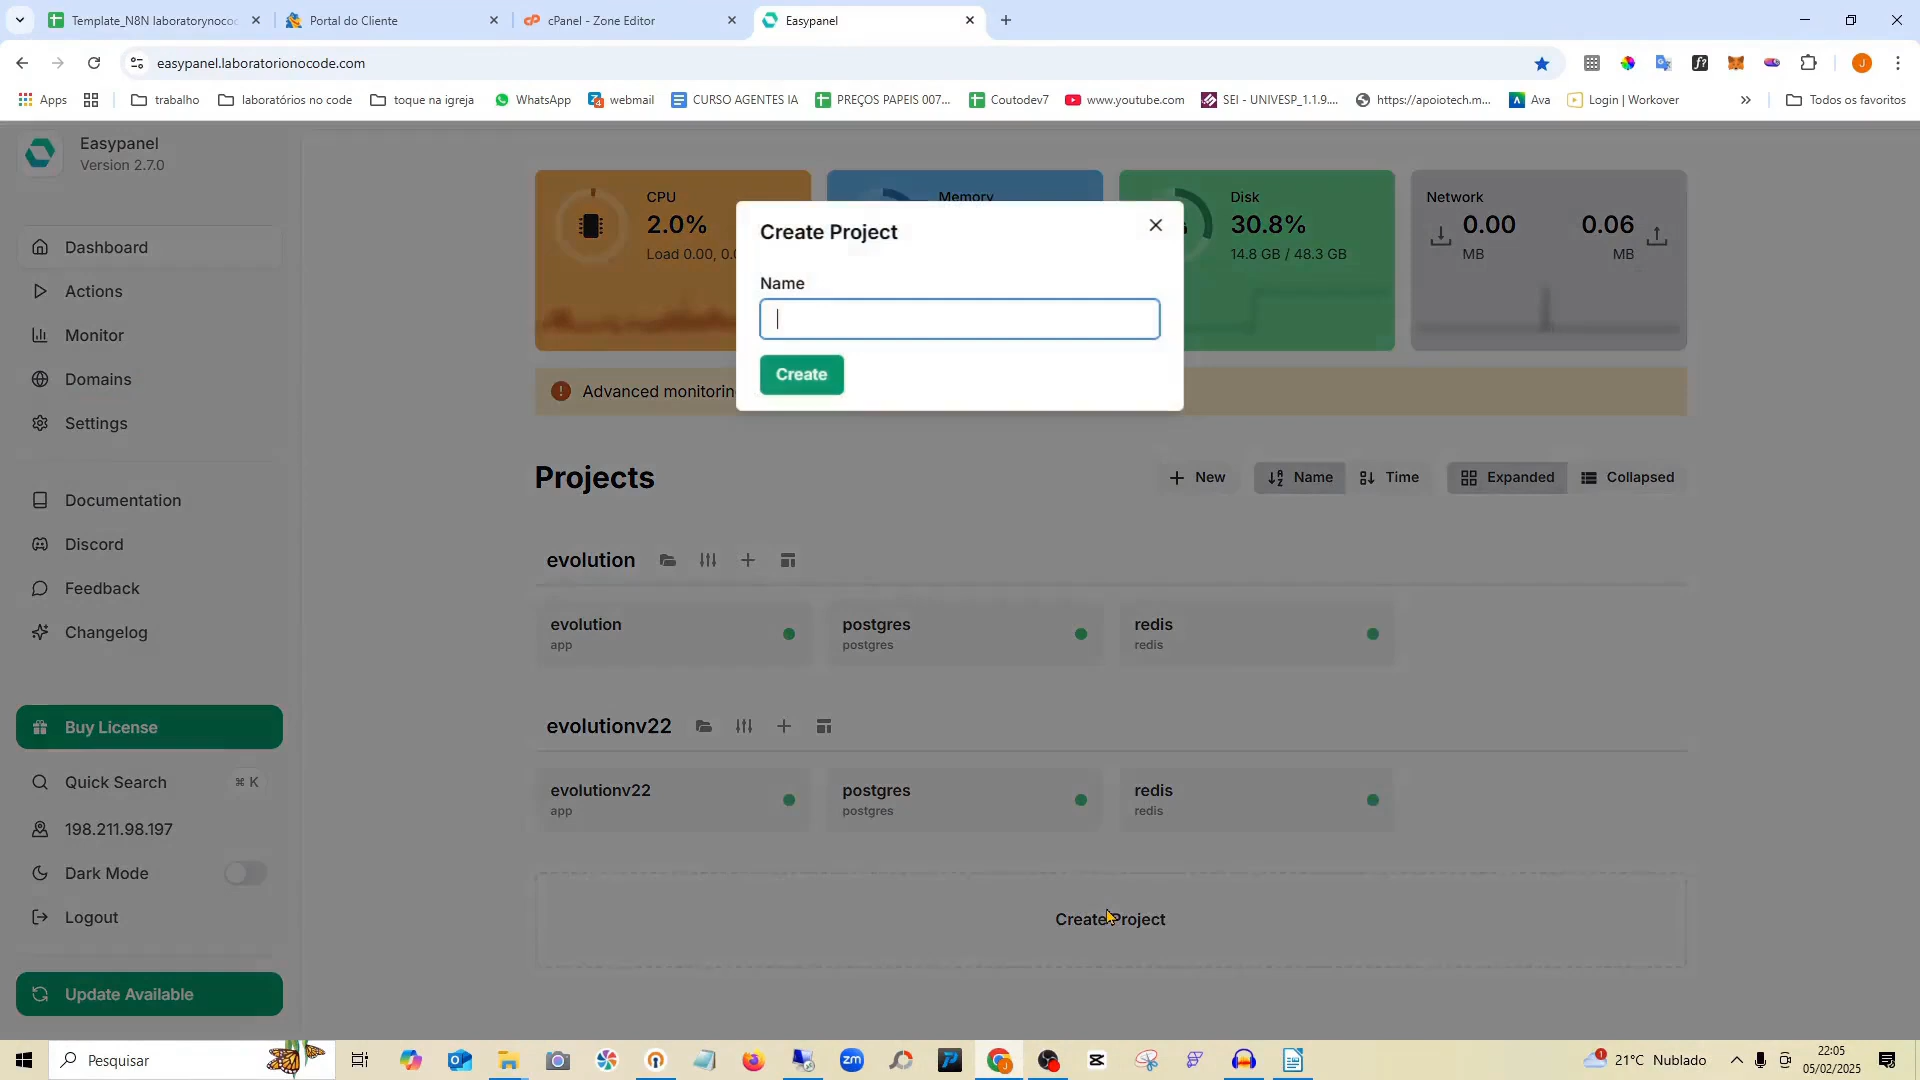 Template_N8N laboratorynoco
Portal do Cliente
cPanel - Zone Editor
Easypanel
easypanel.laboratorionocode.com
Apps
trabalho
laboratórios no code
toque na igreja
WhatsApp
webmail
CURSO AGENTES IA
PREÇOS PAPEIS 007...
Coutodev7
www.youtube.com
SEI - UNIVESP_1.1.9....
https://apoiotech.m...
Ava
Login | Workover
Todos os favoritos
Easypanel
Version 2.7.0
Dashboard
Actions
Monitor
Domains
Settings
Documentation
Discord
Feedback
Changelog
Buy License
Quick Search
⌘ K
198.211.98.197
Dark Mode
Logout
Update Available
CPU
2.0%
Load 0.00, 0.0
Memory
Disk
30.8%
14.8 GB / 48.3 GB
Network
0.00
MB
0.06
MB
Create Project
Name
Create
Advanced monitorin
Projects
New
Name
Time
Expanded
Collapsed
evolution
evolution
app
postgres
postgres
redis
redis
evolutionv22
evolutionv22
app
postgres
postgres
redis
redis
Create Project
Pesquisar
21°C Nublado
22:05
05/02/2025